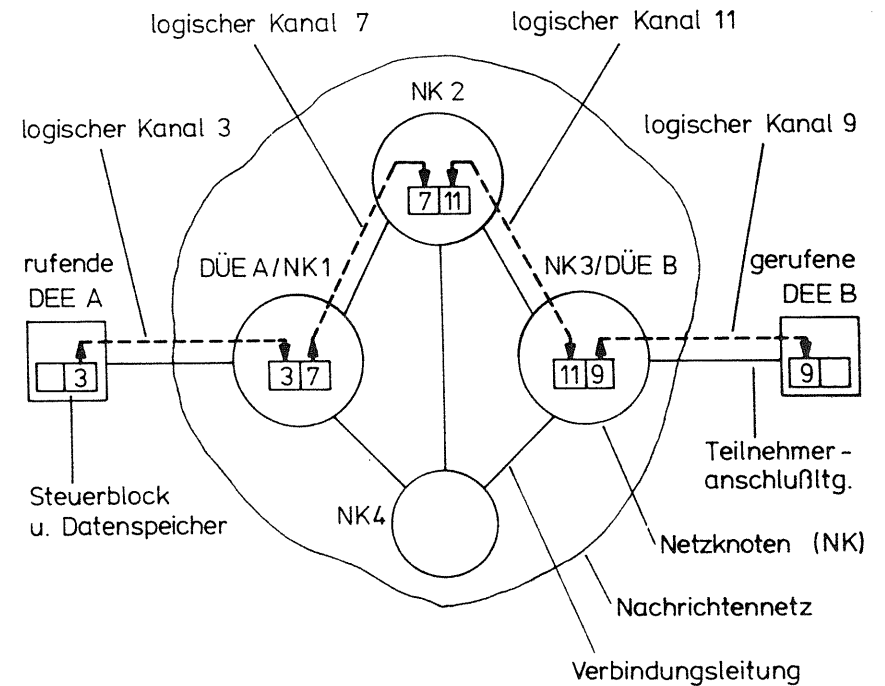 logischer Kanal 7
logischer Kanal 11
NK 2
logischer Kanal 3
logischer Kanal 9
7 11
rufende
DEE A
DÜE A/NK1
NK3/DÜE B
gerufene
DEE B
3
3 7
11 9
9
Steuerblock
u. Datenspeicher
NK4
Teilnehmer-
anschlußltg.
Netzknoten (NK)
Nachrichtennetz
Verbindungsleitung